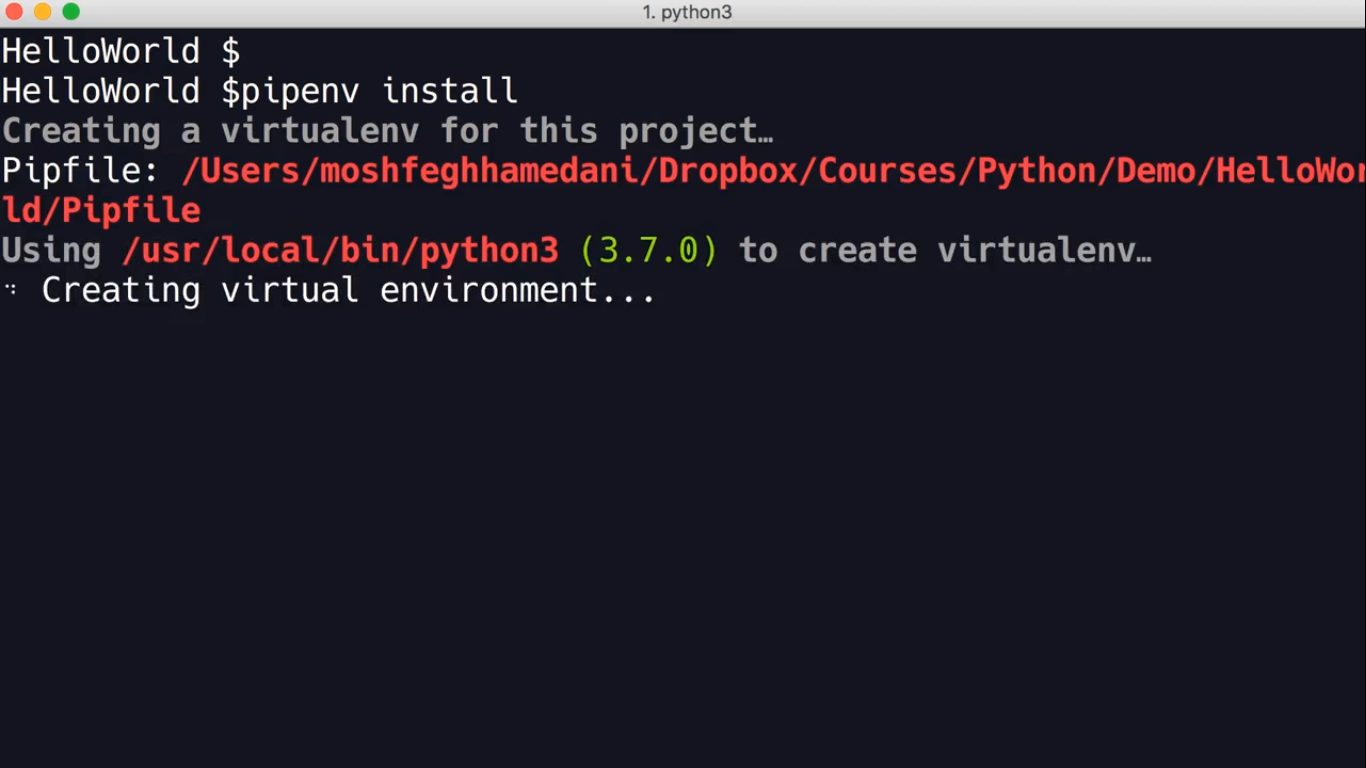 1. python3
HelloWorld $
HelloWorld $pipenv install
Creating a virtualenv for this project…
Pipfile: /Users/moshfeghhamedani/Dropbox/Courses/Python/Demo/HelloWor
ld/Pipfile
Using /usr/local/bin/python3 (3.7.0) to create virtualenv…
Creating virtual environment...